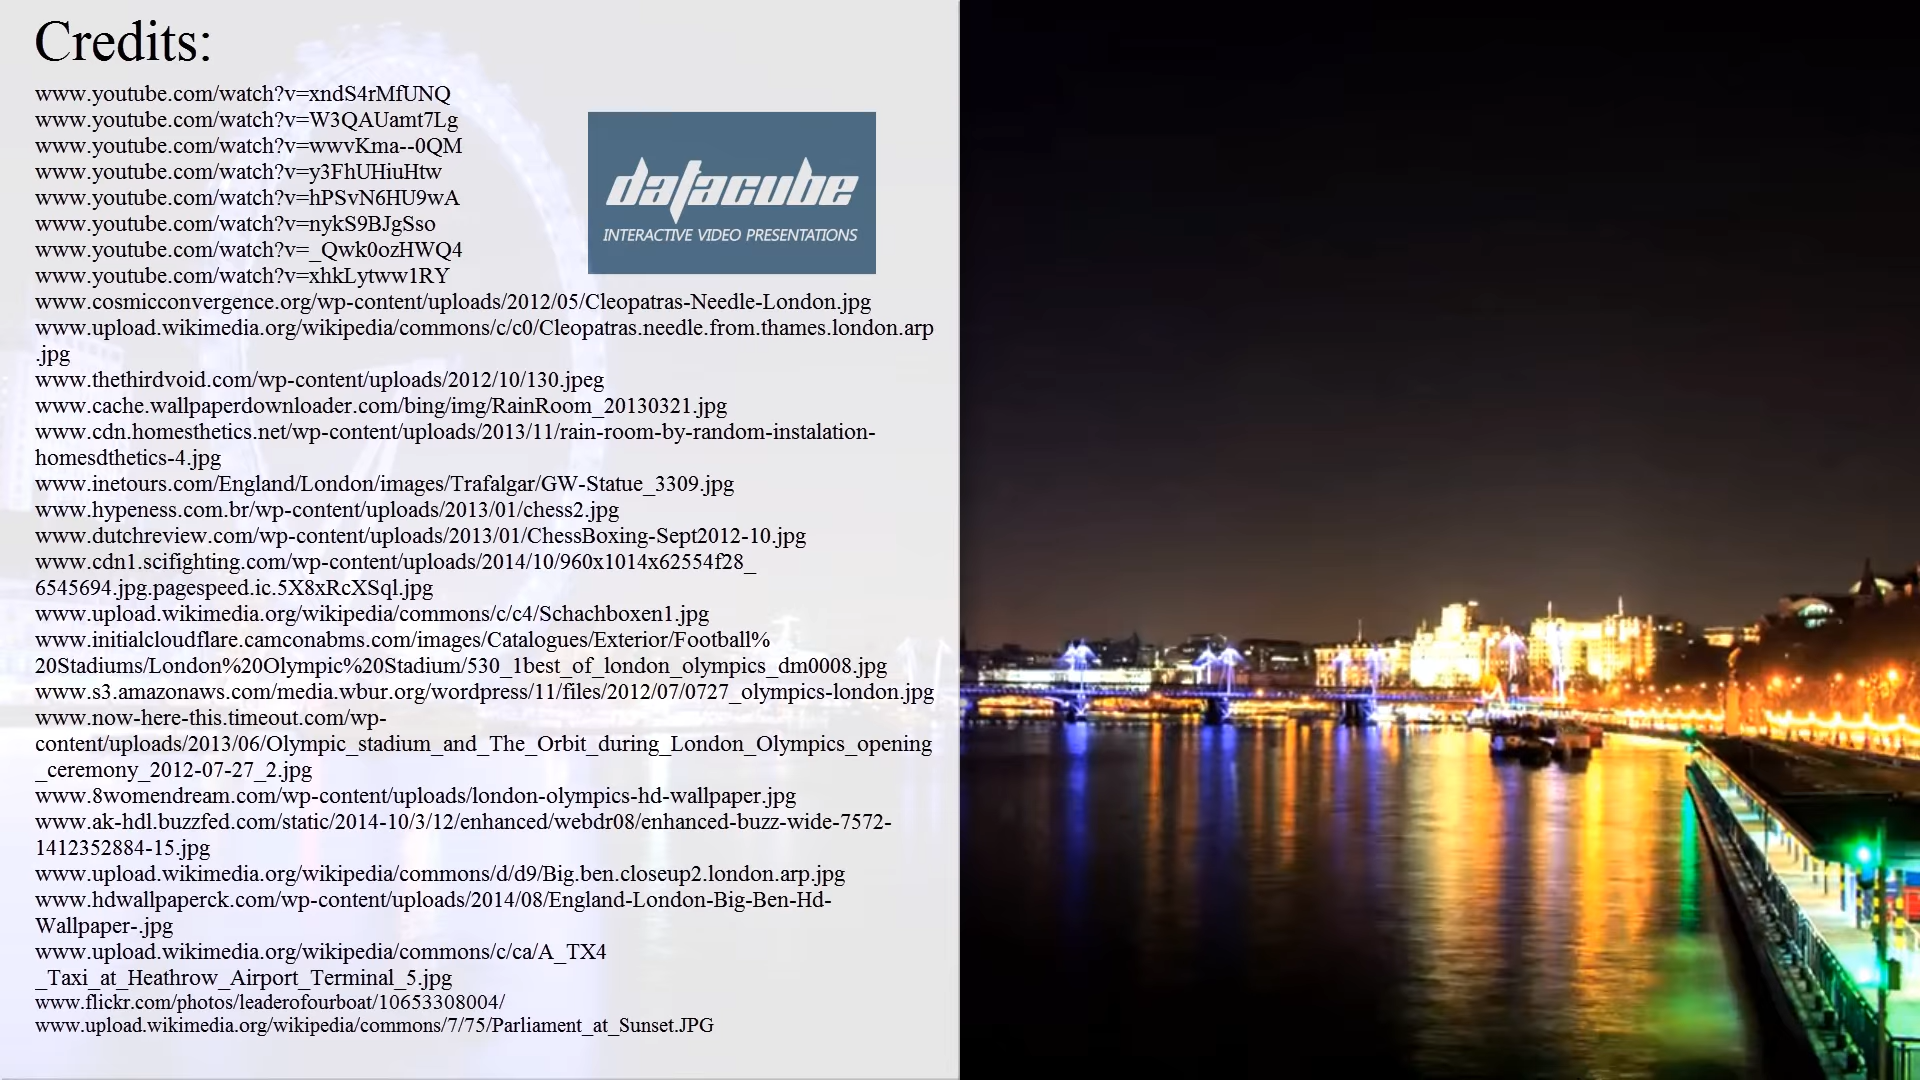 Credits:
www.youtube.com/watch?v=xndS4rMfUNQ
www.youtube.com/watch?v=W3QAUamt7Lg
www.youtube.com/watch?v=wwvKma--0QM
www.youtube.com/watch?v=y3FhUHiuHtw
www.youtube.com/watch?v=hPSvN6HU9wA
www.youtube.com/watch?v=nykS9BJgSso
www.youtube.com/watch?v=_Qwk0ozHWQ4
www.youtube.com/watch?v=xhkLytww1RY
datacube
INTERACTIVE VIDEO PRESENTATIONS
www.cosmicconvergence.org/wp-content/uploads/2012/05/Cleopatras-Needle-London.jpg
www.upload.wikimedia.org/wikipedia/commons/c/c0/Cleopatras.needle.from.thames.london.arp
.jpg
www.thethirdvoid.com/wp-content/uploads/2012/10/130.jpeg
www.cache.wallpaperdownloader.com/bing/img/RainRoom_20130321.jpg
www.cdn.homesthetics.net/wp-content/uploads/2013/11/rain-room-by-random-instalation-
homesdthetics-4.jpg
www.inetours.com/England/London/images/Trafalgar/GW-Statue_3309.jpg
www.hypeness.com.br/wp-content/uploads/2013/01/chess2.jpg
www.dutchreview.com/wp-content/uploads/2013/01/ChessBoxing-Sept2012-10.jpg
www.cdn1.scifighting.com/wp-content/uploads/2014/10/960x1014x62554f28_
6545694.jpg.pagespeed.ic.5X8xRcXSql.jpg
www.upload.wikimedia.org/wikipedia/commons/c/c4/Schachboxen1.jpg
www.initialcloudflare.camconabms.com/images/Catalogues/Exterior/Football%
20Stadiums/London%20Olympic%20Stadium/530_1best_of_london_olympics_dm0008.jpg
www.s3.amazonaws.com/media.wbur.org/wordpress/11/files/2012/07/0727_olympics-london.jpg
www.now-here-this.timeout.com/wp-
content/uploads/2013/06/Olympic_stadium_and_The_Orbit_during_London_Olympics_opening
_ceremony_2012-07-27_2.jpg
www.8womendream.com/wp-content/uploads/london-olympics-hd-wallpaper.jpg
www.ak-hdl.buzzfed.com/static/2014-10/3/12/enhanced/webdr08/enhanced-buzz-wide-7572-
1412352884-15.jpg
www.upload.wikimedia.org/wikipedia/commons/d/d9/Big.ben.closeup2.london.arp.jpg
www.hdwallpaperck.com/wp-content/uploads/2014/08/England-London-Big-Ben-Hd-
Wallpaper-.jpg
www.upload.wikimedia.org/wikipedia/commons/c/ca/A_TX4
_Taxi_at_Heathrow_Airport_Terminal_5.jpg
www.flickr.com/photos/leaderofourboat/10653308004/
www.upload.wikimedia.org/wikipedia/commons/7/75/Parliament_at_Sunset.JPG